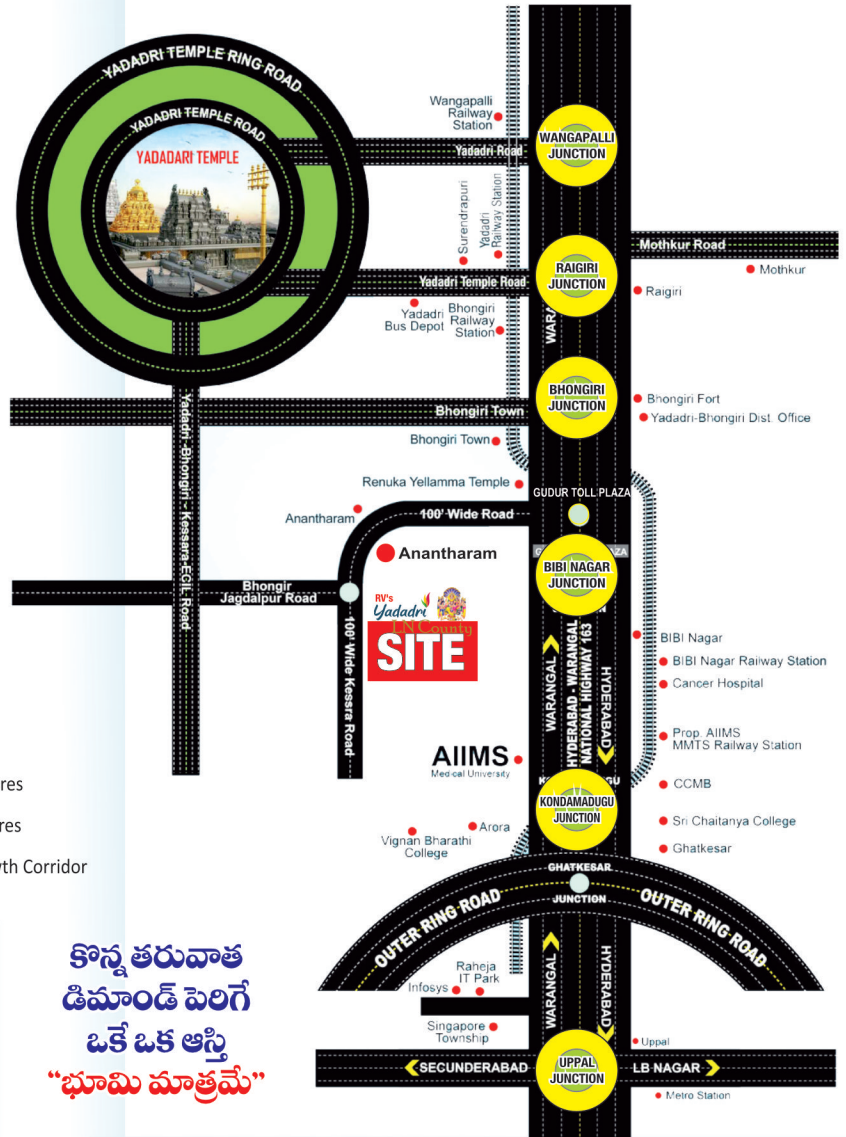 YADADRI TEMPLE RING ROAD
YADADRI TEMPLE ROAD
YADADARI TEMPLE
Wangapalli
Railway
Station
WANGAPALLI
JUNCTION
Yadadri Road
Surendrapuri
Yadadri
Railway Station
Mothkur Road
Mothkur
RAIGIRI
JUNCTION
Raigiri
Yadadri Temple Road
Yadadri
Bus Depot
Bhongiri
Railway
Station
WARA
BHONGIRI
JUNCTION
Bhongiri Fort
Yadadri-Bhongiri Dist. Office
Bhongiri Town
Bhongiri Town
Yadadri -Bhongiri - Kessara-ECIL Road
Renuka Yellamma Temple
GUDUR TOLL PLAZA
Anantharam
100' Wide Road
Anantharam
BIBI NAGAR
JUNCTION
Bhongir
Jagdalpur Road
RV's
Yadadri
LN County
SITE
100' Wide Kessra Road
WARANGAL
HYDERABAD - WARANGAL
NATIONAL HIGHWAY 163
HYDERABAD
BIBI Nagar
BIBI Nagar Railway Station
Cancer Hospital
Prop. AIIMS
MMTS Railway Station
AIIMS
Medical University
CCMB
KONDAMADUGU
JUNCTION
Arora
Vignan Bharathi
College
Sri Chaitanya College
Ghatkesar
res
res
th Corridor
GHATKESAR
JUNCTION
OUTER RING ROAD
OUTER RING ROAD
కొన్న తరువాత
డిమాండ్ పెరిగే
ఒకే ఒక ఆస్తి
“భూమి మాత్రమే”
WARANGAL
HYDERABAD
Raheja
IT Park
Infosys
Singapore
Township
Uppal
SECUNDERABAD
UPPAL
JUNCTION
LB NAGAR
Metro Station